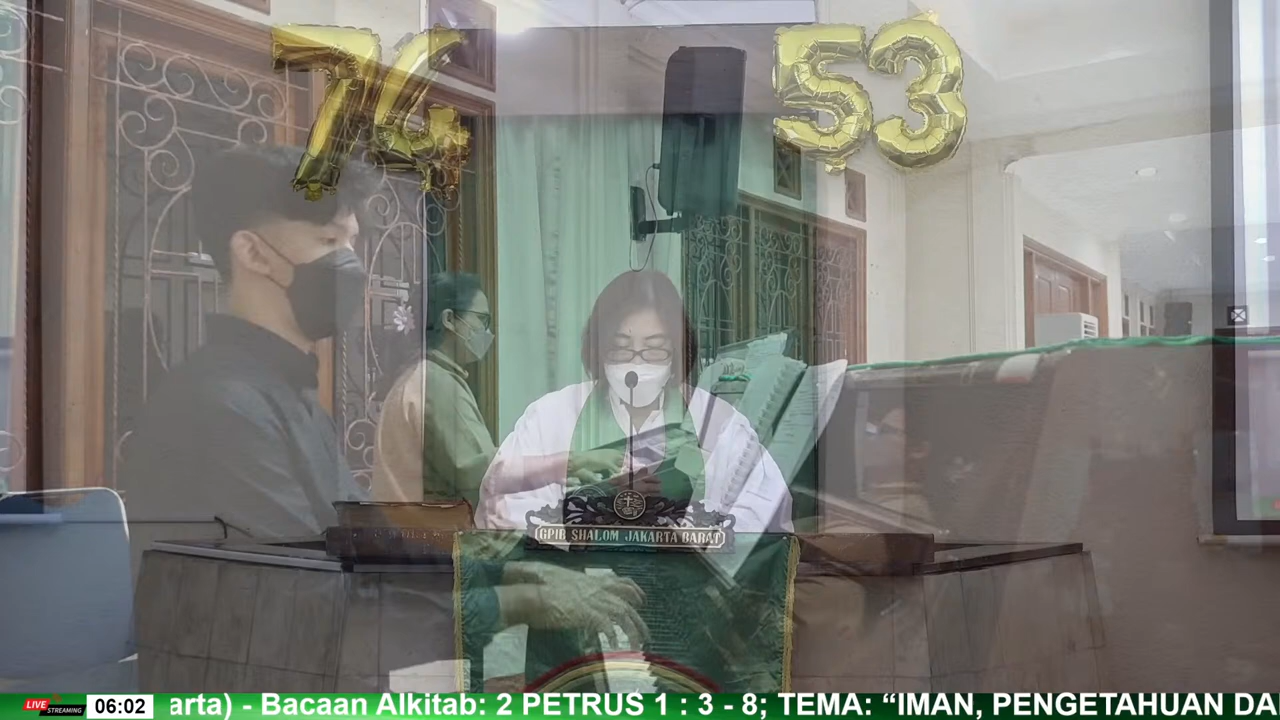 76 53
GPIB SHALOM JAKARTA BARAT
LIVE STREAMING 06:02 arta) - Bacaan Alkitab: 2 PETRUS 1 : 3 - 8; TEMA: “IMAN, PENGETAHUAN DA